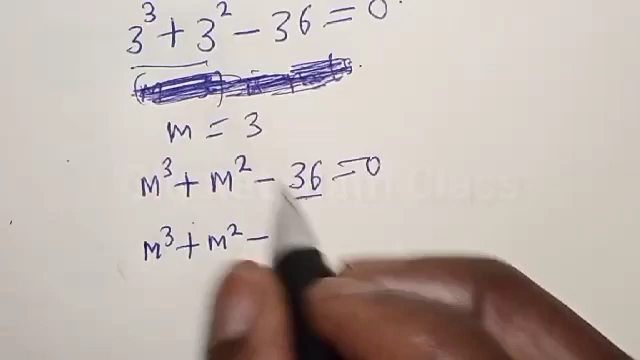 3³ + 3² - 36 = 0
m = 3
m³ + m² - 36 = 0
m³ + m² -